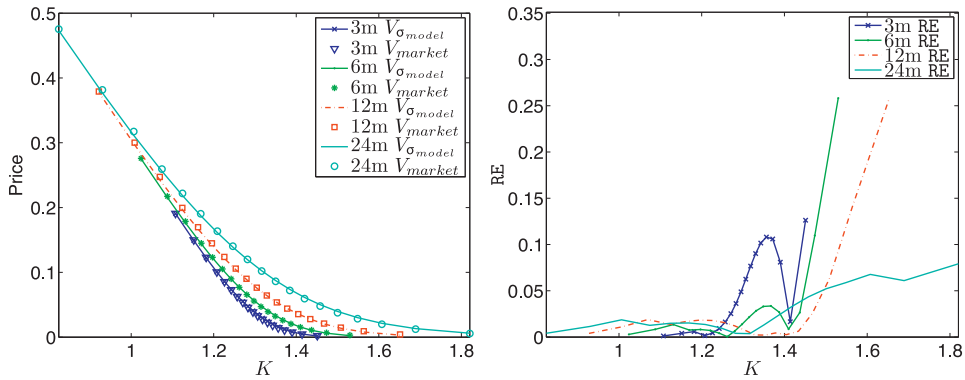 0.5
0.4
0.3
0.2
0.1
0
Price
1 1.2 1.4 1.6 1.8
K
3m V_{σ_{model}}
3m V_{market}
6m V_{σ_{model}}
6m V_{market}
12m V_{σ_{model}}
12m V_{market}
24m V_{σ_{model}}
24m V_{market}
0.35
0.3
0.25
0.2
0.15
0.1
0.05
0
RE
1 1.2 1.4 1.6 1.8
K
3m RE
6m RE
12m RE
24m RE